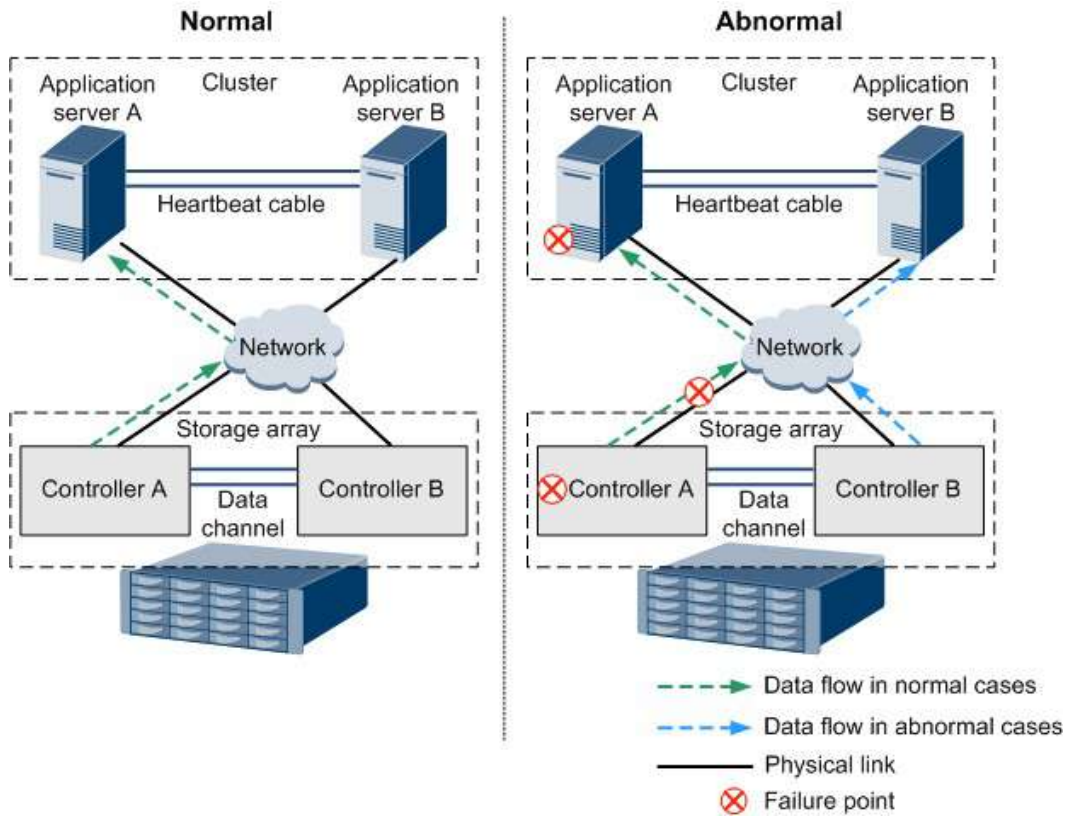 Normal
Application
server A
Cluster
Application
server B
Heartbeat cable
Network
Storage array
Controller A
Controller B
Data
channel
Abnormal
Application
server A
Cluster
Application
server B
Heartbeat cable
Network
Storage array
Controller A
Controller B
Data
channel
Data flow in normal cases
Data flow in abnormal cases
Physical link
Failure point